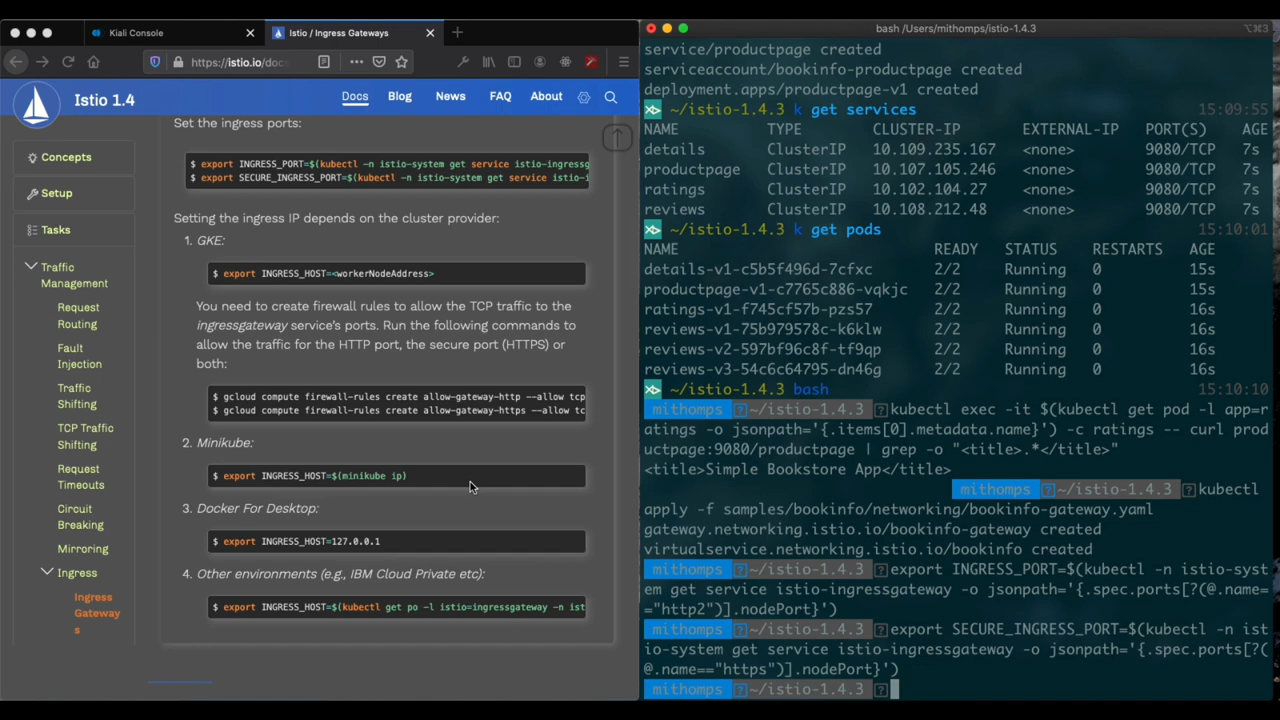 Kiali Console
Istio / Ingress Gateways
https://istio.io/docs
Istio 1.4
Docs
Blog
News
FAQ
About
Concepts
Setup
Tasks
Traffic
Management
Request
Routing
Fault
Injection
Traffic
Shifting
TCP Traffic
Shifting
Request
Timeouts
Circuit
Breaking
Mirroring
Ingress
Ingress
Gateway
s
Set the ingress ports:
$ export INGRESS_PORT=$(kubectl -n istio-system get service istio-ingressg
$ export SECURE_INGRESS_PORT=$(kubectl -n istio-system get service istio-i
Setting the ingress IP depends on the cluster provider:
1. GKE:
$ export INGRESS_HOST=<workerNodeAddress>
You need to create firewall rules to allow the TCP traffic to the
ingressgateway service's ports. Run the following commands to
allow the traffic for the HTTP port, the secure port (HTTPS) or
both:
$ gcloud compute firewall-rules create allow-gateway-http --allow tcp
$ gcloud compute firewall-rules create allow-gateway-https --allow tc
2. Minikube:
$ export INGRESS_HOST=$(minikube ip)
3. Docker For Desktop:
$ export INGRESS_HOST=127.0.0.1
4. Other environments (e.g., IBM Cloud Private etc):
$ export INGRESS_HOST=$(kubectl get po -l istio=ingressgateway -n ist
bash /Users/mithomps/istio-1.4.3
⌥⌘3
service/productpage created
serviceaccount/bookinfo-productpage created
deployment.apps/productpage-v1 created
~/istio-1.4.3 k get services 15:09:55
NAME TYPE CLUSTER-IP EXTERNAL-IP PORT(S) AGE
details ClusterIP 10.109.235.167 <none> 9080/TCP 7s
productpage ClusterIP 10.107.105.246 <none> 9080/TCP 7s
ratings ClusterIP 10.102.104.27 <none> 9080/TCP 7s
reviews ClusterIP 10.108.212.48 <none> 9080/TCP 7s
~/istio-1.4.3 k get pods 15:10:01
NAME READY STATUS RESTARTS AGE
details-v1-c5b5f496d-7cfxc 2/2 Running 0 15s
productpage-v1-c7765c886-vqkjc 2/2 Running 0 15s
ratings-v1-f745cf57b-pzs57 2/2 Running 0 16s
reviews-v1-75b979578c-k6klw 2/2 Running 0 16s
reviews-v2-597bf96c8f-tf9qp 2/2 Running 0 16s
reviews-v3-54c6c64795-dn46g 2/2 Running 0 16s
~/istio-1.4.3 bash 15:10:10
mithomps ~/istio-1.4.3 kubectl exec -it $(kubectl get pod -l app=r
atings -o jsonpath='{.items[0].metadata.name}') -c ratings -- curl prod
uctpage:9080/productpage | grep -o "<title>.*</title>"
<title>Simple Bookstore App</title>
mithomps ~/istio-1.4.3 kubectl
apply -f samples/bookinfo/networking/bookinfo-gateway.yaml
gateway.networking.istio.io/bookinfo-gateway created
virtualservice.networking.istio.io/bookinfo created
mithomps ~/istio-1.4.3 export INGRESS_PORT=$(kubectl -n istio-syst
em get service istio-ingressgateway -o jsonpath='{.spec.ports[?(@.name=
="http2")].nodePort}')
mithomps ~/istio-1.4.3 export SECURE_INGRESS_PORT=$(kubectl -n ist
io-system get service istio-ingressgateway -o jsonpath='{.spec.ports[?(
@.name=="https")].nodePort}')
mithomps ~/istio-1.4.3